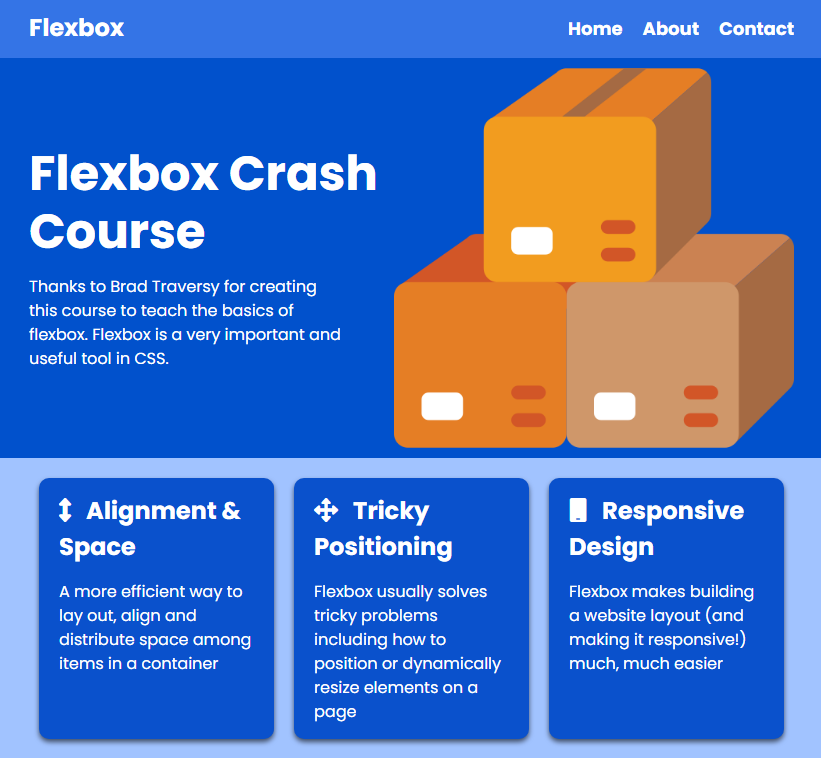 Flexbox
Home About Contact
Flexbox Crash
Course
Thanks to Brad Traversy for creating
this course to teach the basics of
flexbox. Flexbox is a very important and
useful tool in CSS.
Alignment &
Space
A more efficient way to
lay out, align and
distribute space among
items in a container
Tricky
Positioning
Flexbox usually solves
tricky problems
including how to
position or dynamically
resize elements on a
page
Responsive
Design
Flexbox makes building
a website layout (and
making it responsive!)
much, much easier